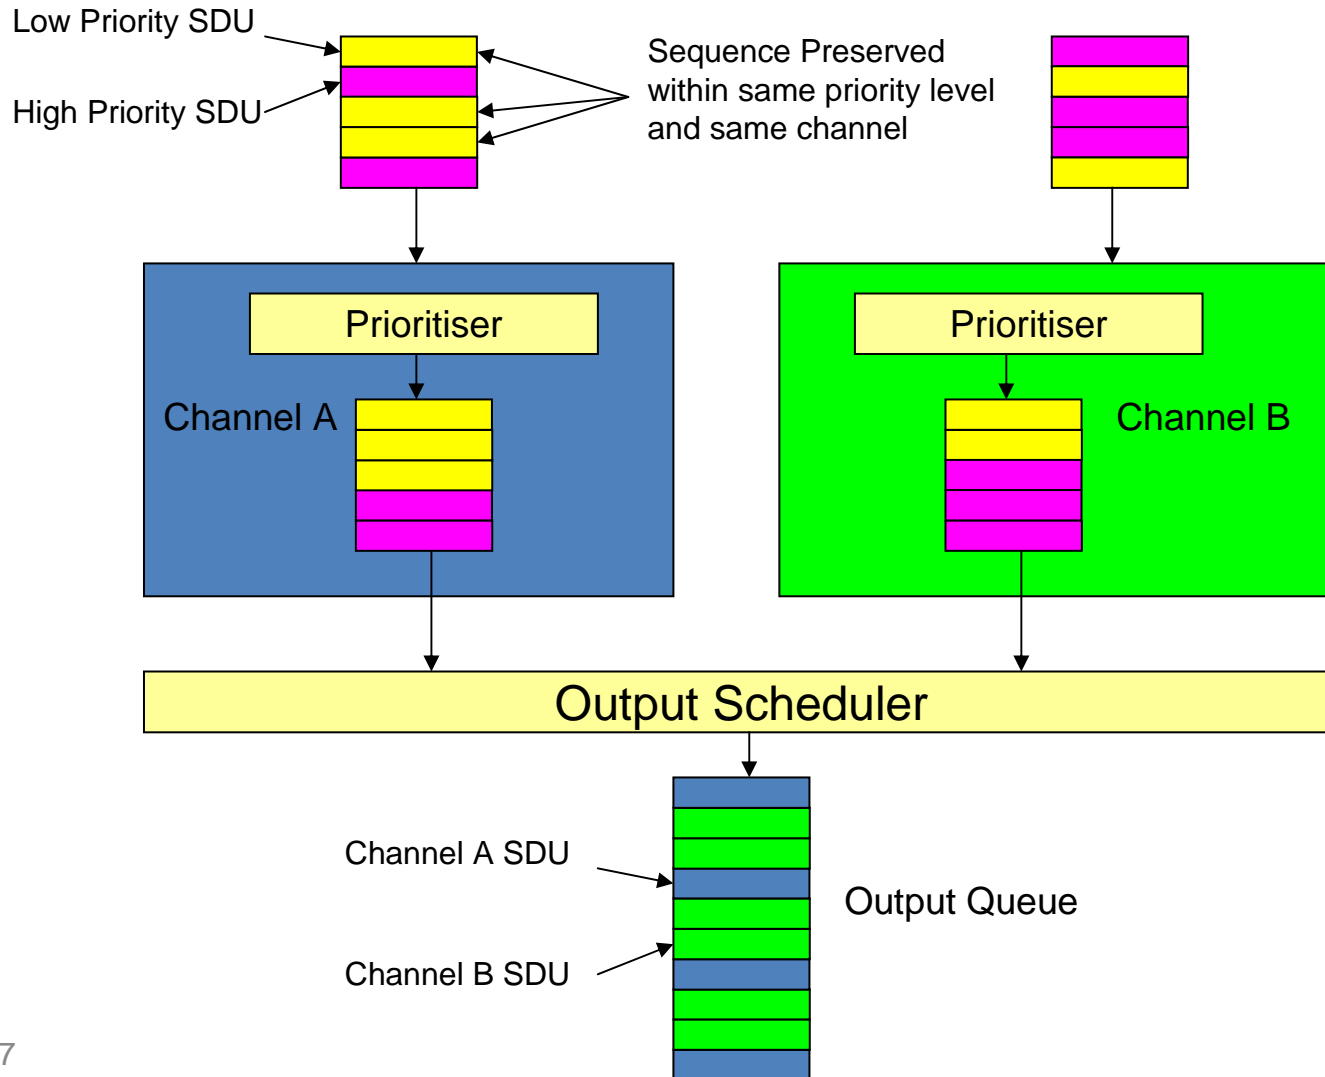 Low Priority SDU
High Priority SDU
Sequence Preserved
within same priority level
and same channel
Prioritiser
Channel A
Prioritiser
Channel B
Output Scheduler
Channel A SDU
Channel B SDU
Output Queue
7